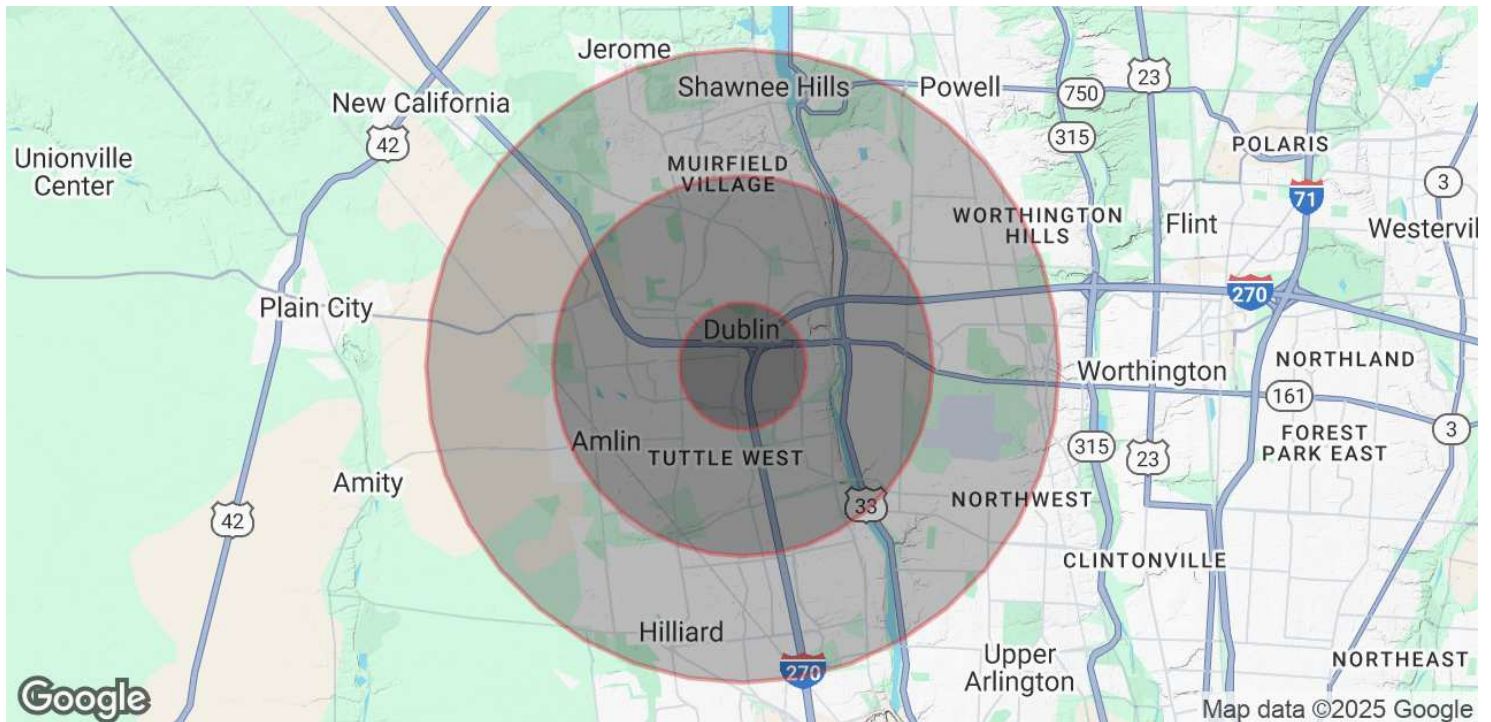 Jerome
Shawnee Hills
Powell
23
750
New California
315
42
POLARIS
Unionville
Center
MUIRFIELD
VILLAGE
3
71
WORTHINGTON
HILLS
Flint
Westervil
270
Plain City
Dublin
NORTHLAND
Worthington
161
FOREST
PARK EAST
3
Amlin
TUTTLE WEST
315
23
Amity
NORTHWEST
33
42
CLINTONVILLE
Hilliard
Upper
Arlington
NORTHEAST
270
Google
Map data ©2025 Google